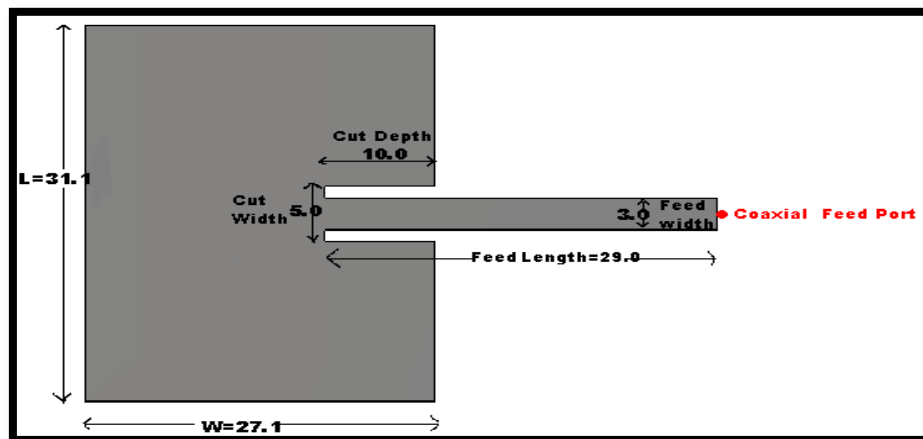 Cut Depth
10.0
L=31.1
Cut
Width
5.0
3.0
Feed
width
Coaxial Feed Port
Feed Length=29.0
W=27.1